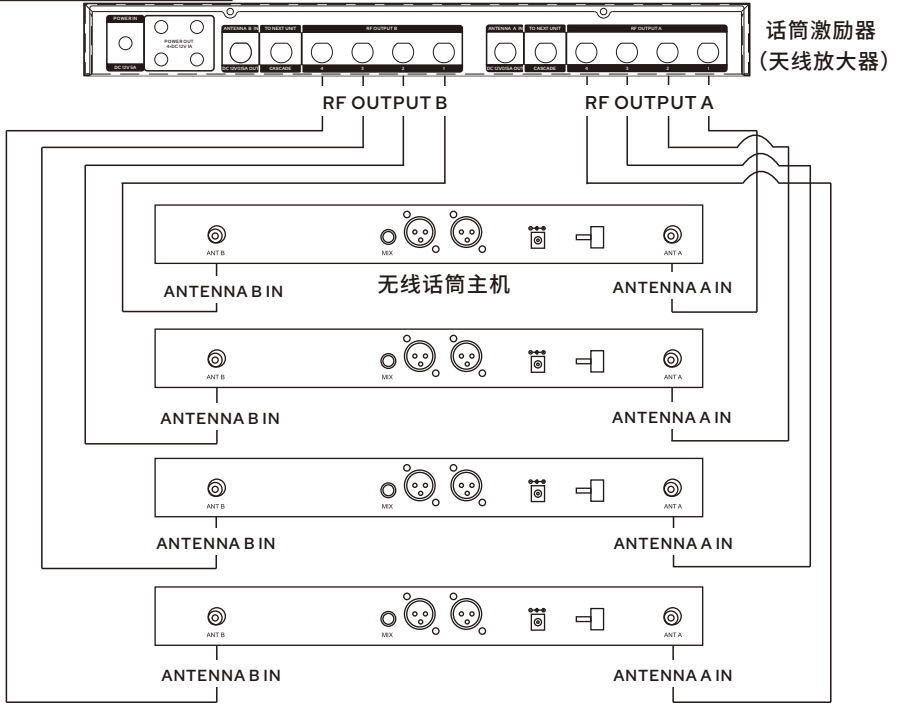 POWER IN
DC 12V 5A
POWER OUT
4×DC 12V 1A
ANTENNA B IN TO NEXT UNIT RF OUTPUT B
DC 12V0.5A OUT CASCADE 4 3 2 1
ANTENNA A IN TO NEXT UNIT RF OUTPUT A
DC 12V0.5A OUT CASCADE 4 3 2 1
话筒激励器
（天线放大器）
RF OUTPUT B RF OUTPUT A
ANT B MIX ANT A
ANTENNA B IN 无线话筒主机 ANTENNA A IN
ANT B MIX ANT A
ANTENNA B IN ANTENNA A IN
ANT B MIX ANT A
ANTENNA B IN ANTENNA A IN
ANT B MIX ANT A
ANTENNA B IN ANTENNA A IN